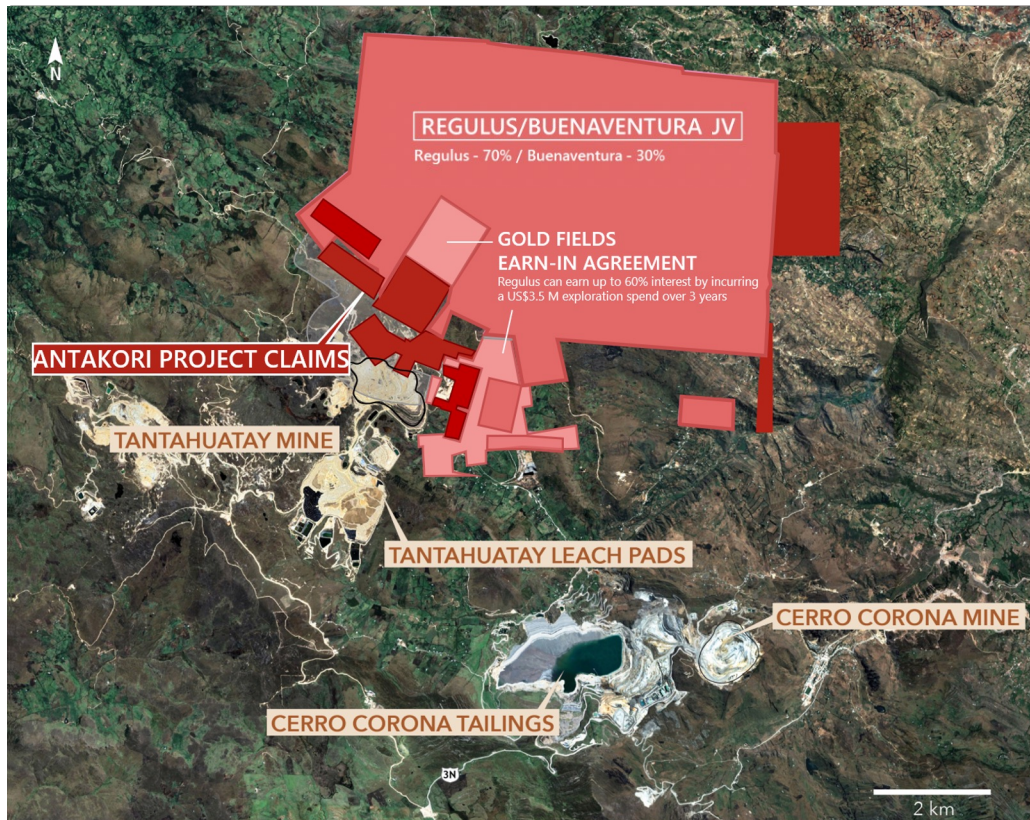 N
REGULUS/BUENAVENTURA JV
Regulus - 70% / Buenaventura - 30%
GOLD FIELDS
EARN-IN AGREEMENT
Regulus can earn up to 60% interest by incurring
a US$3.5 M exploration spend over 3 years
ANTAKORI PROJECT CLAIMS
TANTAHUATAY MINE
TANTAHUATAY LEACH PADS
CERRO CORONA MINE
CERRO CORONA TAILINGS
3N
2 km